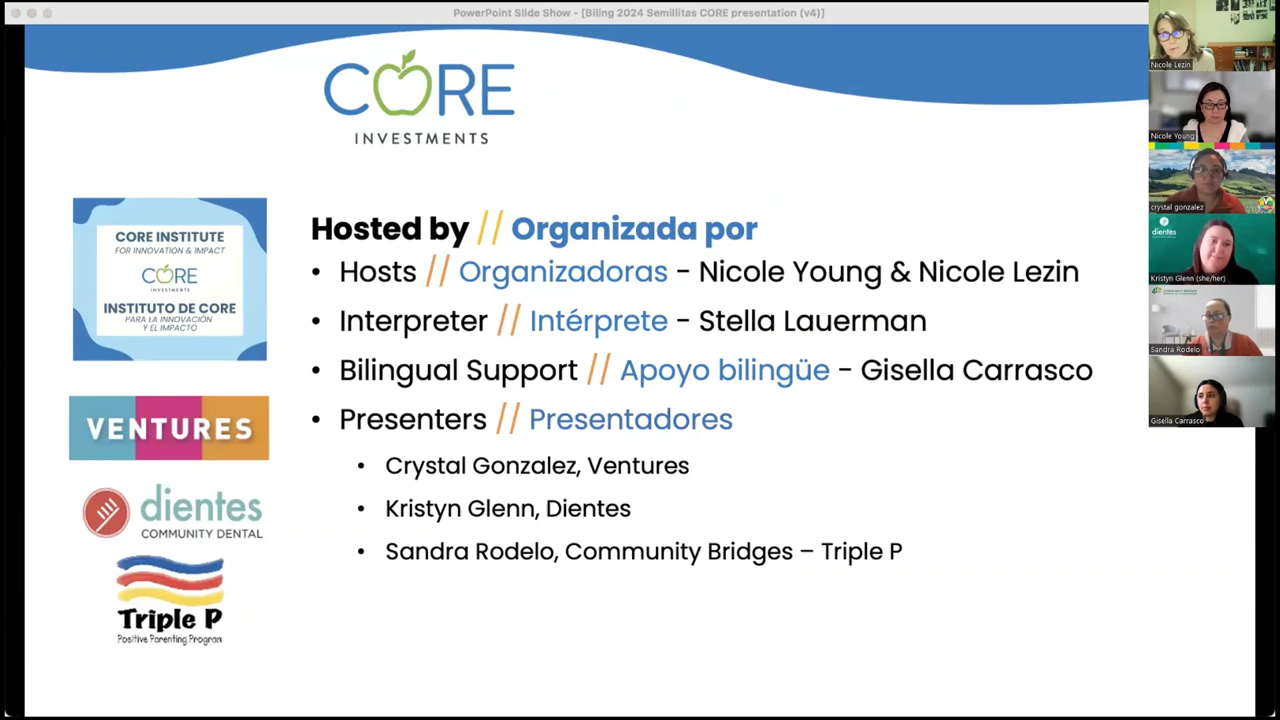 PowerPoint Slide Show - [Biling 2024 Semillitas CORE presentation (v4)]
CORE
INVESTMENTS
CORE INSTITUTE
FOR INNOVATION & IMPACT
CORE
INVESTMENTS
INSTITUTO DE CORE
PARA LA INNOVACIÓN
Y EL IMPACTO
VENTURES
dientes
COMMUNITY DENTAL
Triple P
Positive Parenting Program
Hosted by // Organizada por
• Hosts // Organizadoras - Nicole Young & Nicole Lezin
• Interpreter // Intérprete - Stella Lauerman
• Bilingual Support // Apoyo bilingüe - Gisella Carrasco
• Presenters // Presentadores
• Crystal Gonzalez, Ventures
• Kristyn Glenn, Dientes
• Sandra Rodelo, Community Bridges – Triple P
Nicole Lezin
Nicole Young
crystal gonzalez
dientes
Kristyn Glenn (she/her)
Sandra Rodelo
Gisella Carrasco